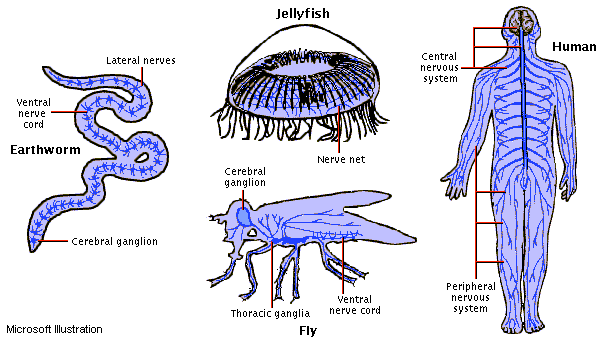 Jellyfish
Lateral nerves
Ventral
nerve
cord
Earthworm
Cerebral ganglion
Nerve net
Cerebral
ganglion
Thoracic ganglia
Ventral
nerve cord
Fly
Human
Central
nervous
system
Peripheral
nervous
system
Microsoft Illustration